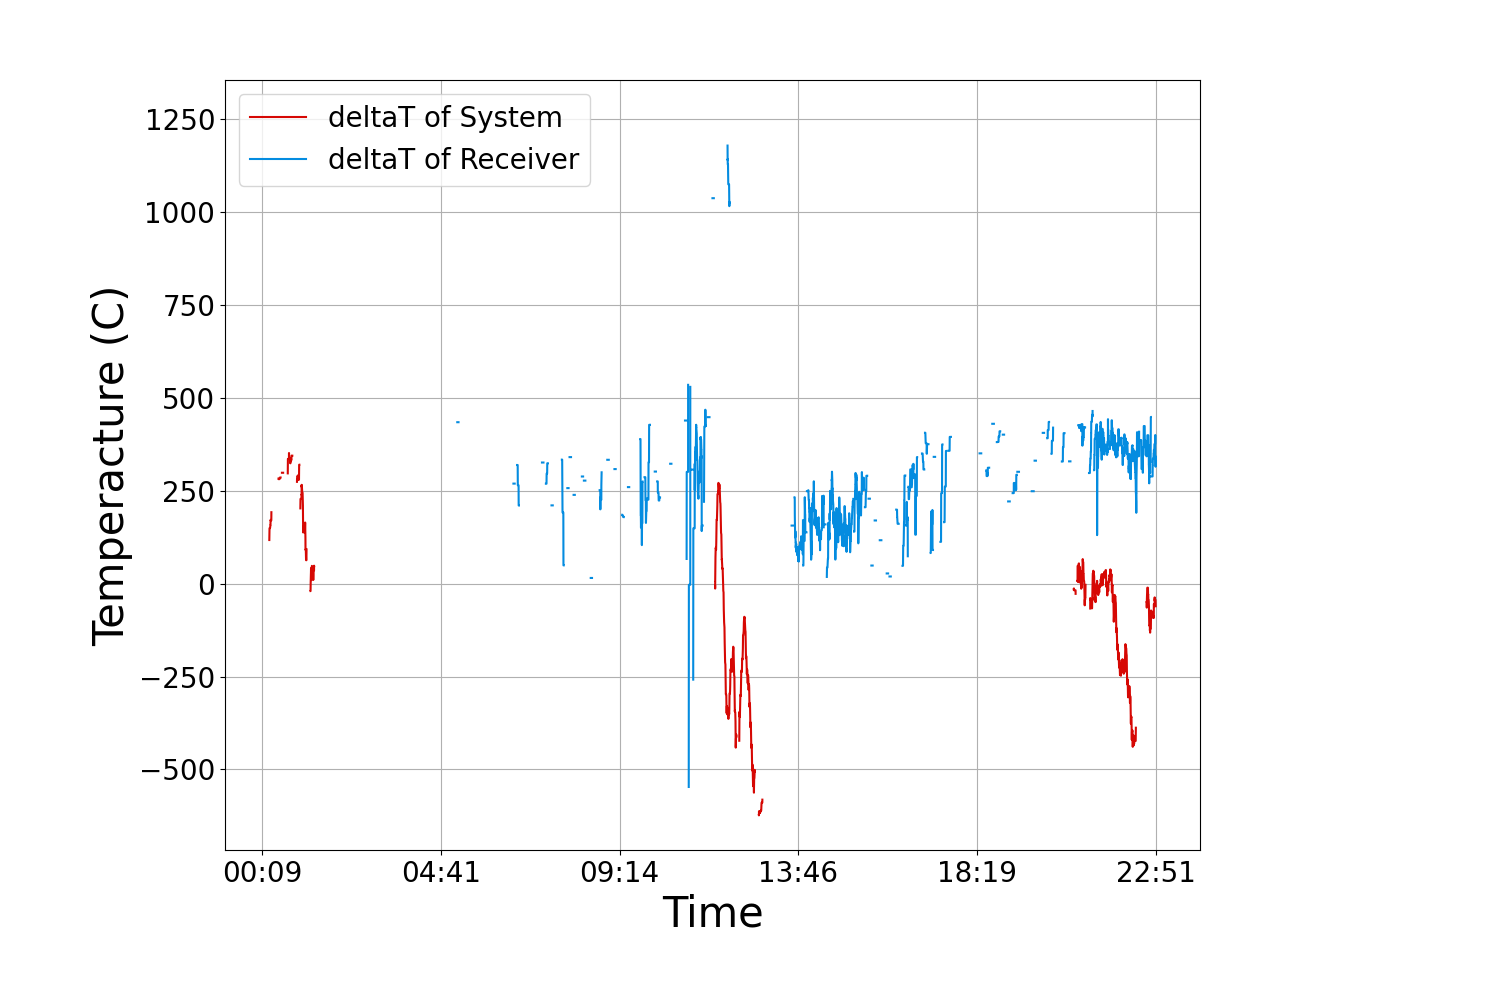 deltaT of System
deltaT of Receiver
1250
1000
750
500
250
0
−250
−500
Temperacture (C)
00:09 04:41 09:14 13:46 18:19 22:51
Time